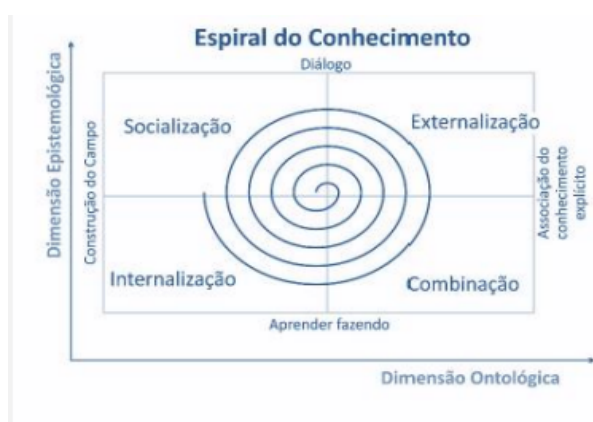 Espiral do Conhecimento
Diálogo
Dimensão Epistemológica
Construção do Campo
Socialização
Externalização
Associação do
conhecimento
explícito
Internalização
Combinação
Aprender fazendo
Dimensão Ontológica